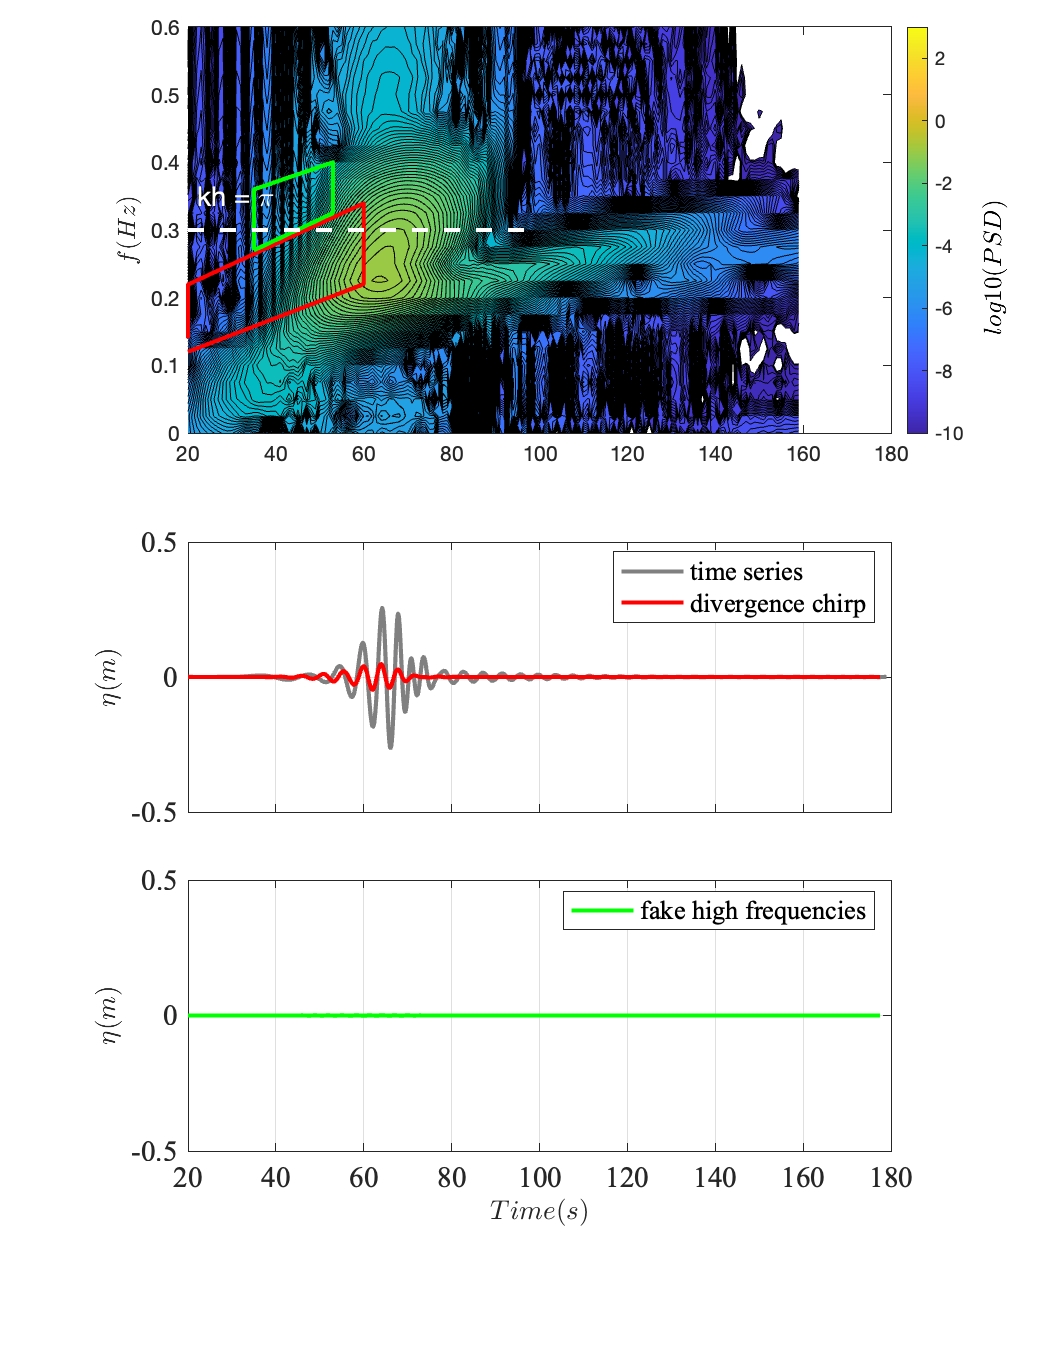 0.6
0.5
0.4
0.3
0.2
0.1
0
f(Hz)
kh = π
20 40 60 80 100 120 140 160 180
2
0
-2
-4
-6
-8
-10
log10(PSD)
0.5
0
-0.5
η(m)
time series
divergence chirp
0.5
0
-0.5
η(m)
fake high frequencies
20 40 60 80 100 120 140 160 180
Time(s)